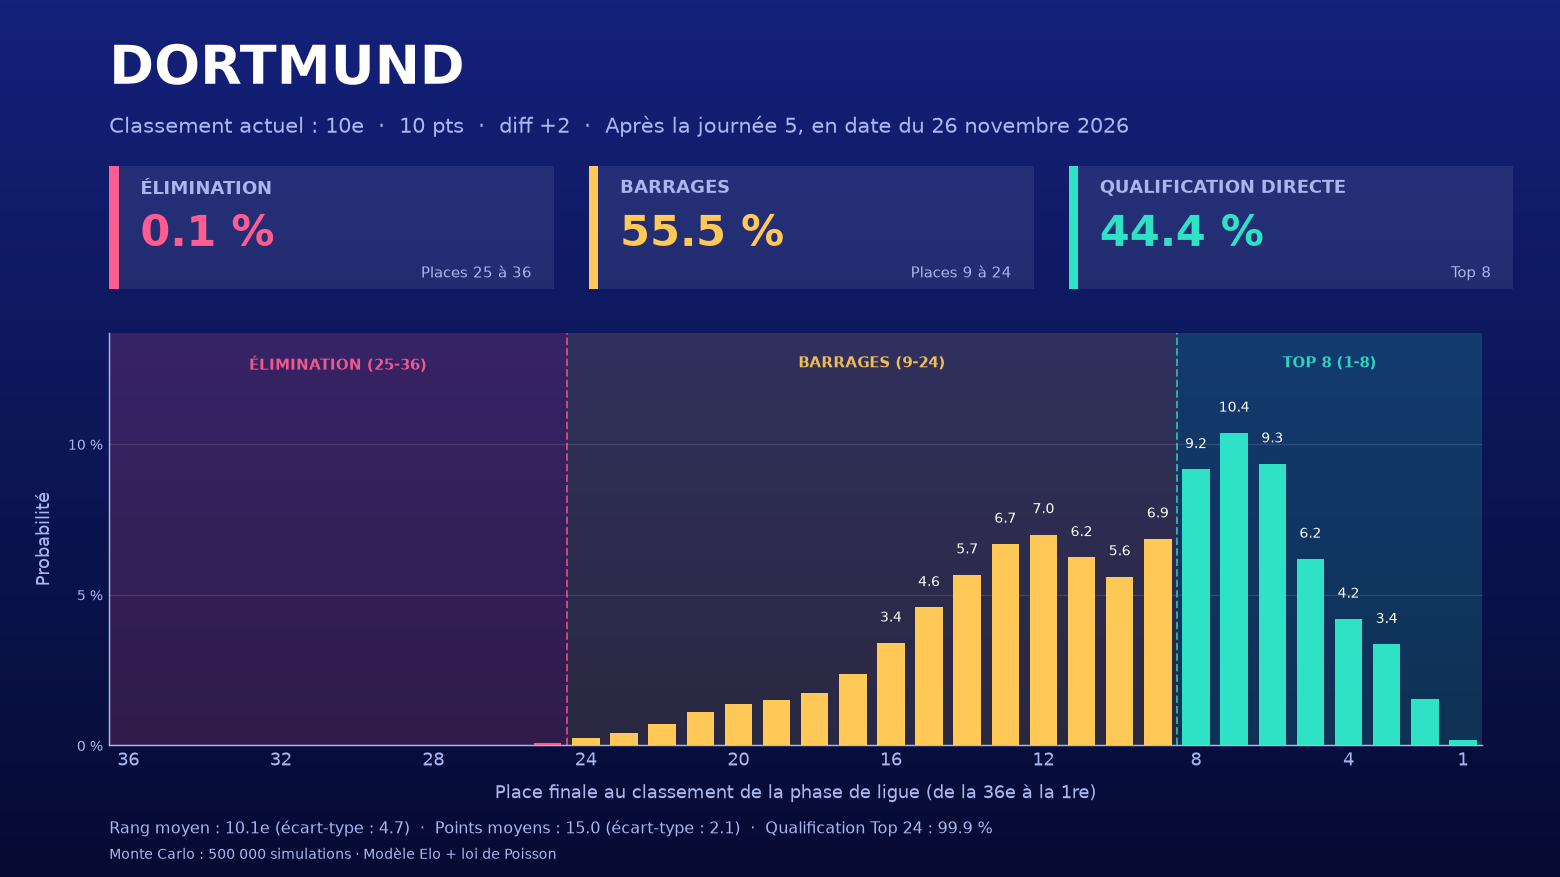 DORTMUND
Classement actuel : 10e · 10 pts · diff +2 · Après la journée 5, en date du 26 novembre 2026
ÉLIMINATION
0.1 %
Places 25 à 36
BARRAGES
55.5 %
Places 9 à 24
QUALIFICATION DIRECTE
44.4 %
Top 8
ÉLIMINATION (25-36)
BARRAGES (9-24)
TOP 8 (1-8)
Probabilité
10 %
5 %
0 %
3.4
4.6
5.7
6.7
7.0
6.2
5.6
6.9
9.2
10.4
9.3
6.2
4.2
3.4
36 32 28 24 20 16 12 8 4 1
Place finale au classement de la phase de ligue (de la 36e à la 1re)
Rang moyen : 10.1e (écart-type : 4.7) · Points moyens : 15.0 (écart-type : 2.1) · Qualification Top 24 : 99.9 %
Monte Carlo : 500 000 simulations · Modèle Elo + loi de Poisson